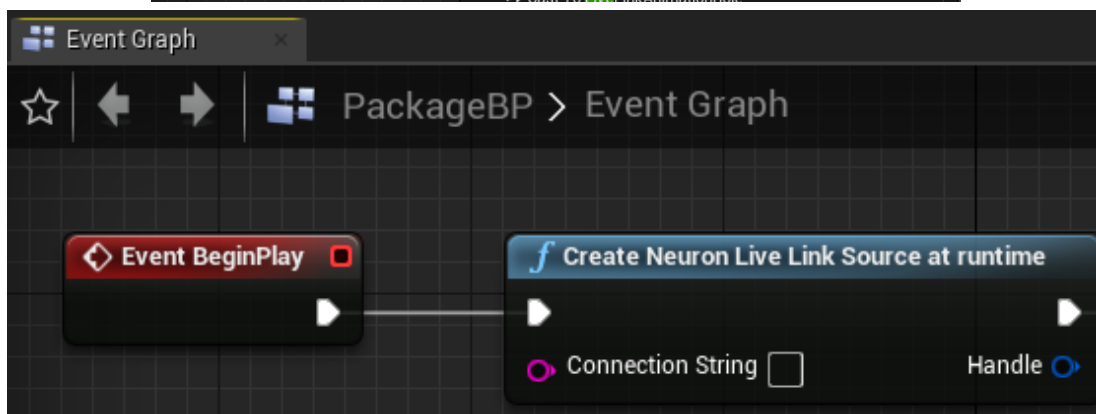 Event Graph
PackageBP > Event Graph
Event BeginPlay
f Create Neuron Live Link Source at runtime
Connection String
Handle